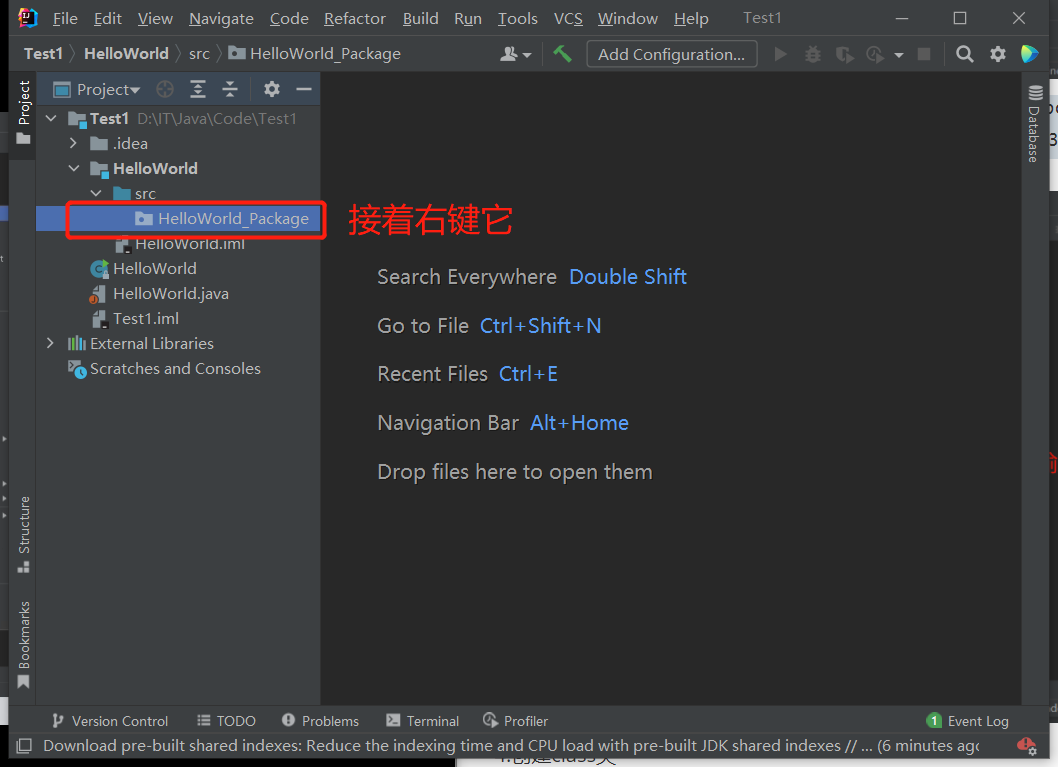 File Edit View Navigate Code Refactor Build Run Tools VCS Window Help Test1
Test1 HelloWorld src HelloWorld_Package Add Configuration...
Project
Project
Test1 D:\IT\Java\Code\Test1
.idea
HelloWorld
src
HelloWorld_Package
接着右键它
HelloWorld.iml
HelloWorld
HelloWorld.java
Test1.iml
External Libraries
Scratches and Consoles
Search Everywhere Double Shift
Go to File Ctrl+Shift+N
Recent Files Ctrl+E
Navigation Bar Alt+Home
Drop files here to open them
Database
Structure
Bookmarks
Version Control TODO Problems Terminal Profiler 1 Event Log
Download pre-built shared indexes: Reduce the indexing time and CPU load with pre-built JDK shared indexes // ... (6 minutes ago